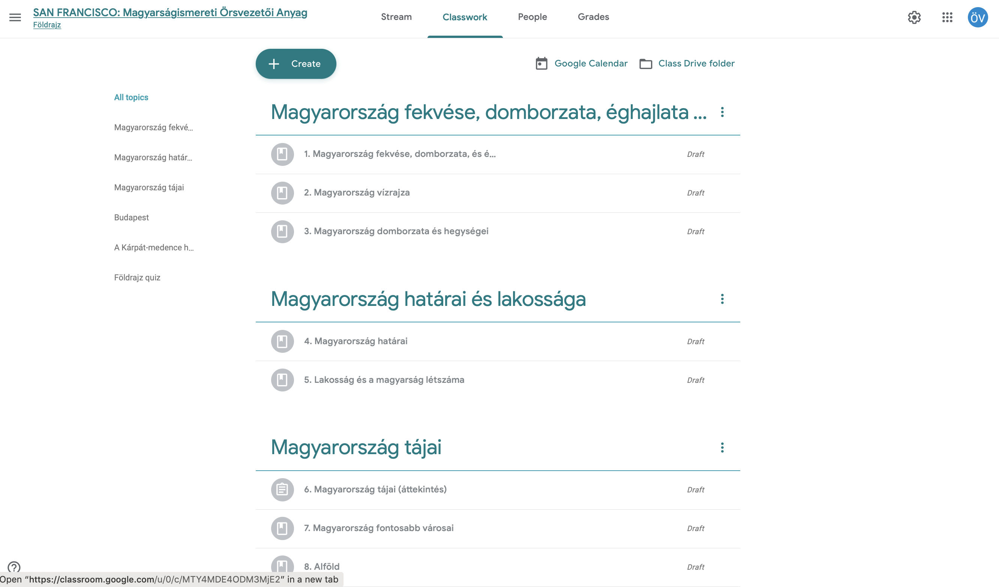 SAN FRANCISCO: Magyarságismereti Örsvezetői Anyag
Földrajz
Stream
Classwork
People
Grades
ÖV
Create
Google Calendar
Class Drive folder
All topics
Magyarország fekvé...
Magyarország határ...
Magyarország tájai
Budapest
A Kárpát-medence h...
Földrajz quiz
Magyarország fekvése, domborzata, éghajlata ...
1. Magyarország fekvése, domborzata, és é...
Draft
2. Magyarország vízrajza
Draft
3. Magyarország domborzata és hegységei
Draft
Magyarország határai és lakossága
4. Magyarország határai
Draft
5. Lakosság és a magyarság létszáma
Draft
Magyarország tájai
6. Magyarország tájai (áttekintés)
Draft
7. Magyarország fontosabb városai
Draft
8. Alföld
Draft
Open “https://classroom.google.com/u/0/c/MTY4MDE4ODM3MjE2” in a new tab